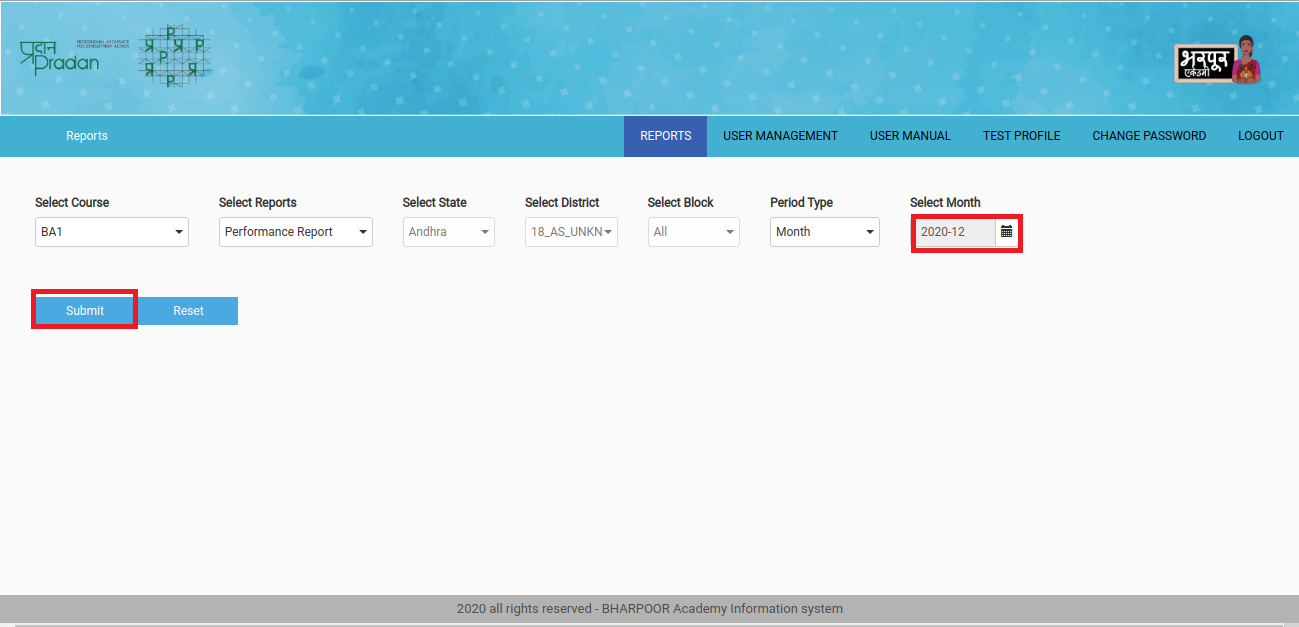 प्रदान
Pradan
PROFESSIONAL ASSISTANCE
FOR DEVELOPMENT ACTION
P
प्र प्र P
P
प्र प्र
P
भरपूर
एकेडमी
Reports
REPORTS USER MANAGEMENT USER MANUAL TEST PROFILE CHANGE PASSWORD LOGOUT
Select Course Select Reports Select State Select District Select Block Period Type Select Month
BA1 Performance Report Andhra 18_AS_UNKN All Month 2020-12
Submit Reset
2020 all rights reserved - BHARPOOR Academy Information system